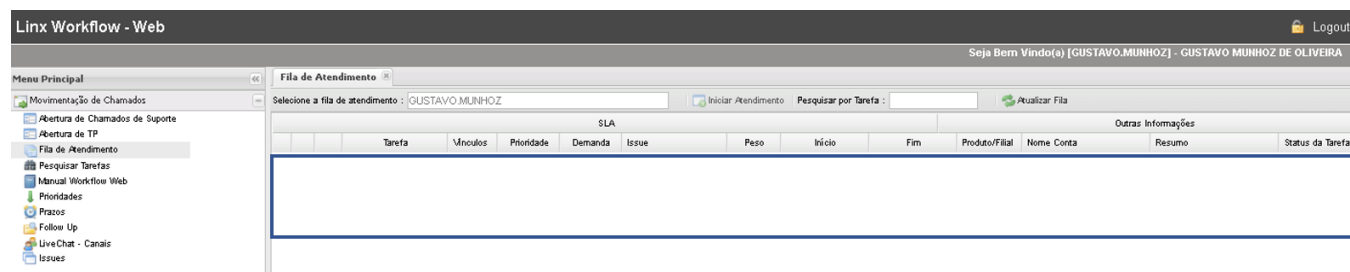 Linx Workflow - Web
Logout
Seja Bem Vindo(a) [GUSTAVO.MUNHOZ] - GUSTAVO MUNHOZ DE OLIVEIRA
Menu Principal
Fila de Atendimento
Movimentação de Chamados
Selecione a fila de atendimento : GUSTAVO.MUNHOZ Iniciar Atendimento Pesquisar por Tarefa : Atualizar Fila
Abertura de Chamados de Suporte
Abertura de TP
Fila de Atendimento
Pesquisar Tarefas
Manual Workflow Web
Prioridades
Prazos
Follow Up
LiveChat - Canais
Issues
SLA Outras Informações
Tarefa Vínculos Prioridade Demanda Issue Peso Início Fim Produto/Filial Nome Conta Resumo Status da Tarefa